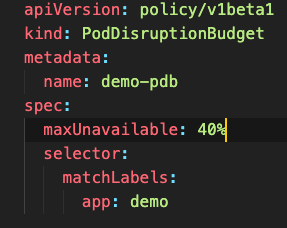 apiVersion: policy/v1beta1
kind: PodDisruptionBudget
metadata:
  name: demo-pdb
spec:
  maxUnavailable: 40%
  selector:
    matchLabels:
      app: demo